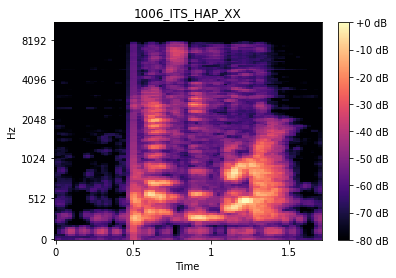 1006_ITS_HAP_XX
Hz
8192
4096
2048
1024
512
0
0
0.5
1
1.5
Time
+0 dB
-10 dB
-20 dB
-30 dB
-40 dB
-50 dB
-60 dB
-70 dB
-80 dB